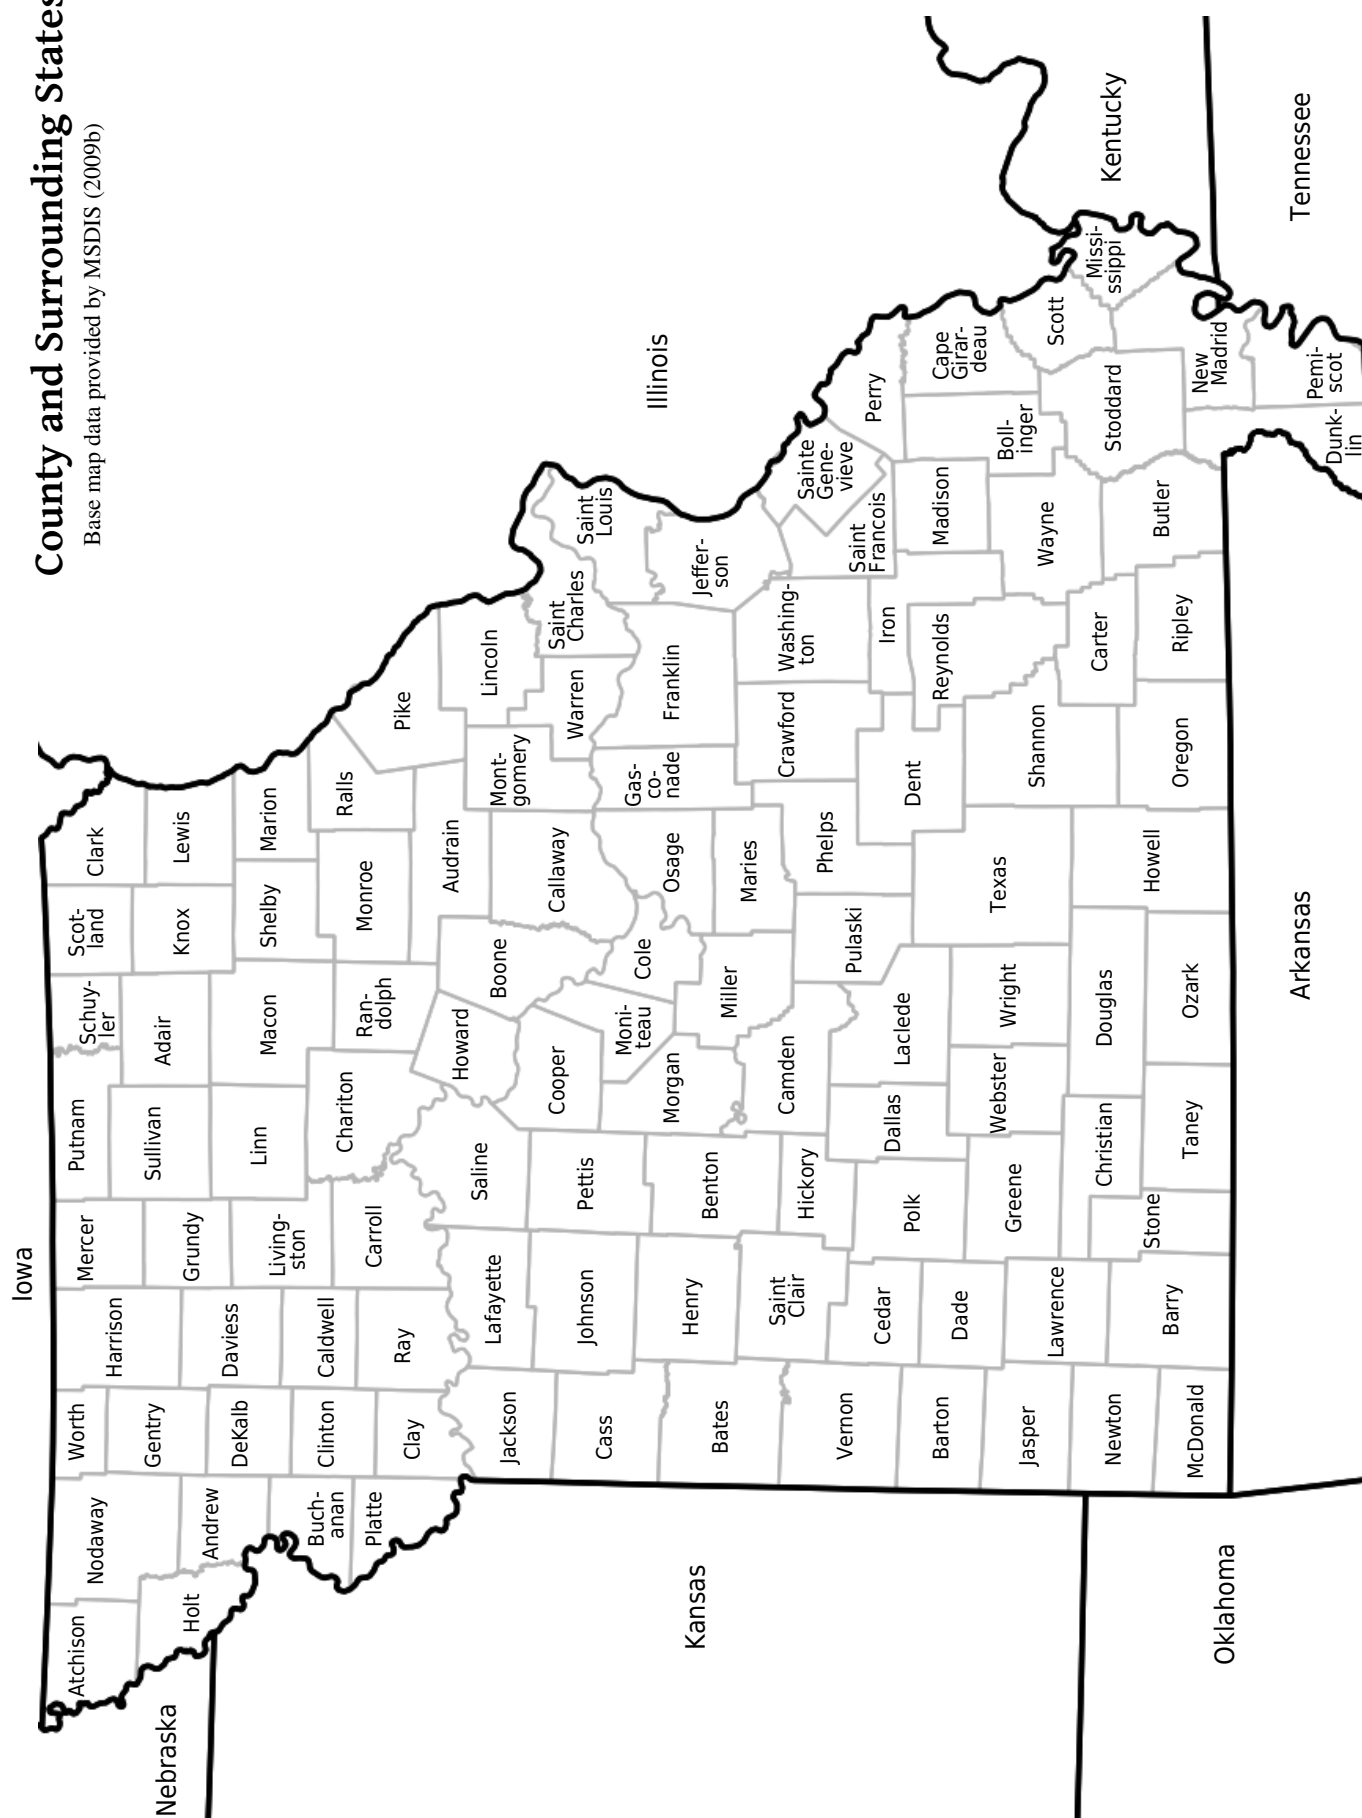 County and Surrounding States
Base map data provided by MSDIS (2009b)
Iowa
Nebraska
Kansas
Oklahoma
Arkansas
Tennessee
Kentucky
Illinois
Atchison
Nodaway
Worth
Harrison
Mercer
Putnam
Schuy-
ler
Scot-
land
Clark
Holt
Andrew
Gentry
DeKalb
Daviess
Grundy
Sullivan
Adair
Knox
Lewis
Buch-
anan
Clinton
Caldwell
Living-
ston
Linn
Macon
Shelby
Marion
Platte
Clay
Ray
Carroll
Chariton
Ran-
dolph
Monroe
Ralls
Pike
Jackson
Lafayette
Saline
Howard
Boone
Audrain
Mont-
gomery
Lincoln
Cass
Johnson
Pettis
Cooper
Moni-
teau
Cole
Callaway
Warren
Saint
Charles
Saint
Louis
Bates
Henry
Benton
Morgan
Miller
Osage
Gas-
co-
nade
Franklin
Jeffer-
son
Vernon
Saint
Clair
Hickory
Camden
Maries
Phelps
Crawford
Washing-
ton
Saint
Francois
Sainte
Gene-
vieve
Perry
Barton
Cedar
Polk
Dallas
Laclede
Pulaski
Dent
Iron
Madison
Boll-
inger
Cape
Girar-
deau
Jasper
Dade
Greene
Webster
Wright
Texas
Shannon
Reynolds
Wayne
Stoddard
Scott
Missi-
ssippi
Newton
Lawrence
Christian
Douglas
Howell
Carter
Butler
New
Madrid
McDonald
Barry
Stone
Taney
Ozark
Oregon
Ripley
Dunk-
lin
Pemi-
scot